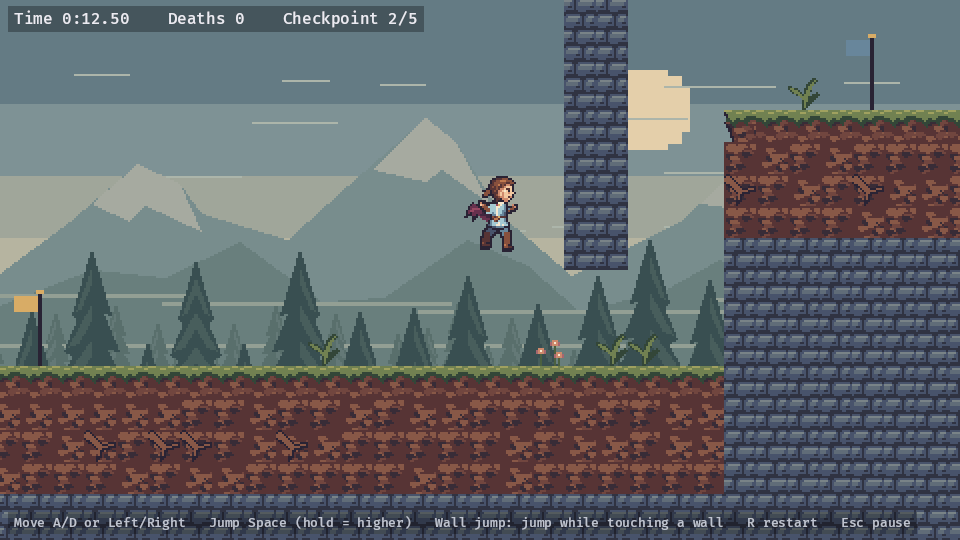 Time 0:12.50 Deaths 0 Checkpoint 2/5
Move A/D or Left/Right Jump Space (hold = higher) Wall jump: jump while touching a wall R restart Esc pause